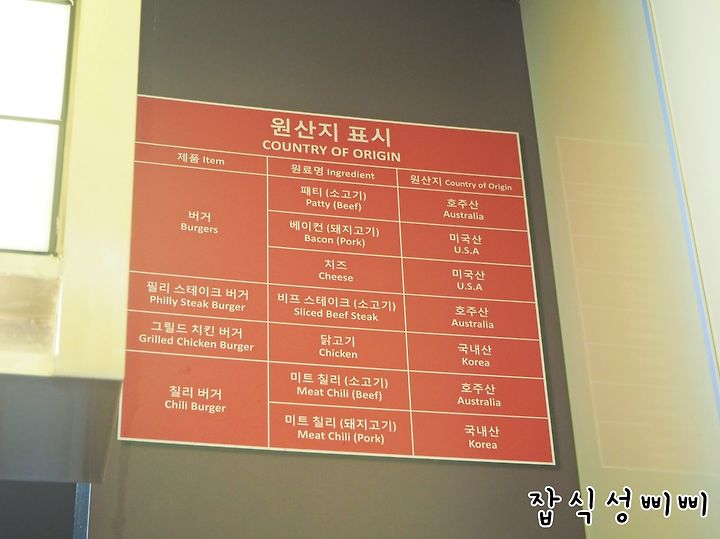 원산지 표시
COUNTRY OF ORIGIN
제품 Item
원료명 Ingredient
원산지 Country of Origin
버거
Burgers
패티 (소고기)
Patty (Beef)
호주산
Australia
베이컨 (돼지고기)
Bacon (Pork)
미국산
U.S.A
치즈
Cheese
미국산
U.S.A
필리 스테이크 버거
Philly Steak Burger
비프 스테이크 (소고기)
Sliced Beef Steak
호주산
Australia
그릴드 치킨 버거
Grilled Chicken Burger
닭고기
Chicken
국내산
Korea
칠리 버거
Chili Burger
미트 칠리 (소고기)
Meat Chili (Beef)
호주산
Australia
미트 칠리 (돼지고기)
Meat Chili (Pork)
국내산
Korea
잡식성삐삐